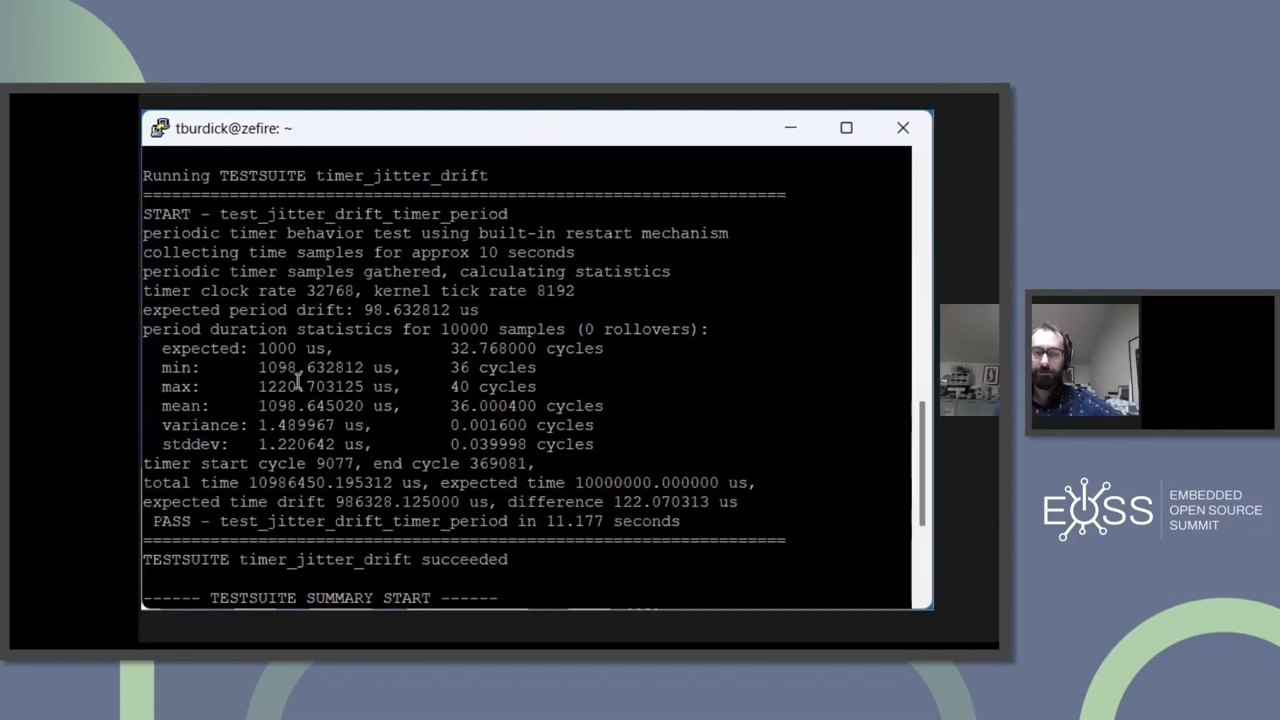 tburdick@zefire: ~
Running TESTSUITE timer_jitter_drift
===================================================================
START - test_jitter_drift_timer_period
periodic timer behavior test using built-in restart mechanism
collecting time samples for approx 10 seconds
periodic timer samples gathered, calculating statistics
timer clock rate 32768, kernel tick rate 8192
expected period drift: 98.632812 us
period duration statistics for 10000 samples (0 rollovers):
expected: 1000 us, 32.768000 cycles
min: 1098.632812 us, 36 cycles
max: 1220.703125 us, 40 cycles
mean: 1098.645020 us, 36.000400 cycles
variance: 1.489967 us, 0.001600 cycles
stddev: 1.220642 us, 0.039998 cycles
timer start cycle 9077, end cycle 369081,
total time 10986450.195312 us, expected time 10000000.000000 us,
expected time drift 986328.125000 us, difference 122.070313 us
PASS - test_jitter_drift_timer_period in 11.177 seconds
===================================================================
TESTSUITE timer_jitter_drift succeeded
------ TESTSUITE SUMMARY START ------
EOSS
EMBEDDED
OPEN SOURCE
SUMMIT